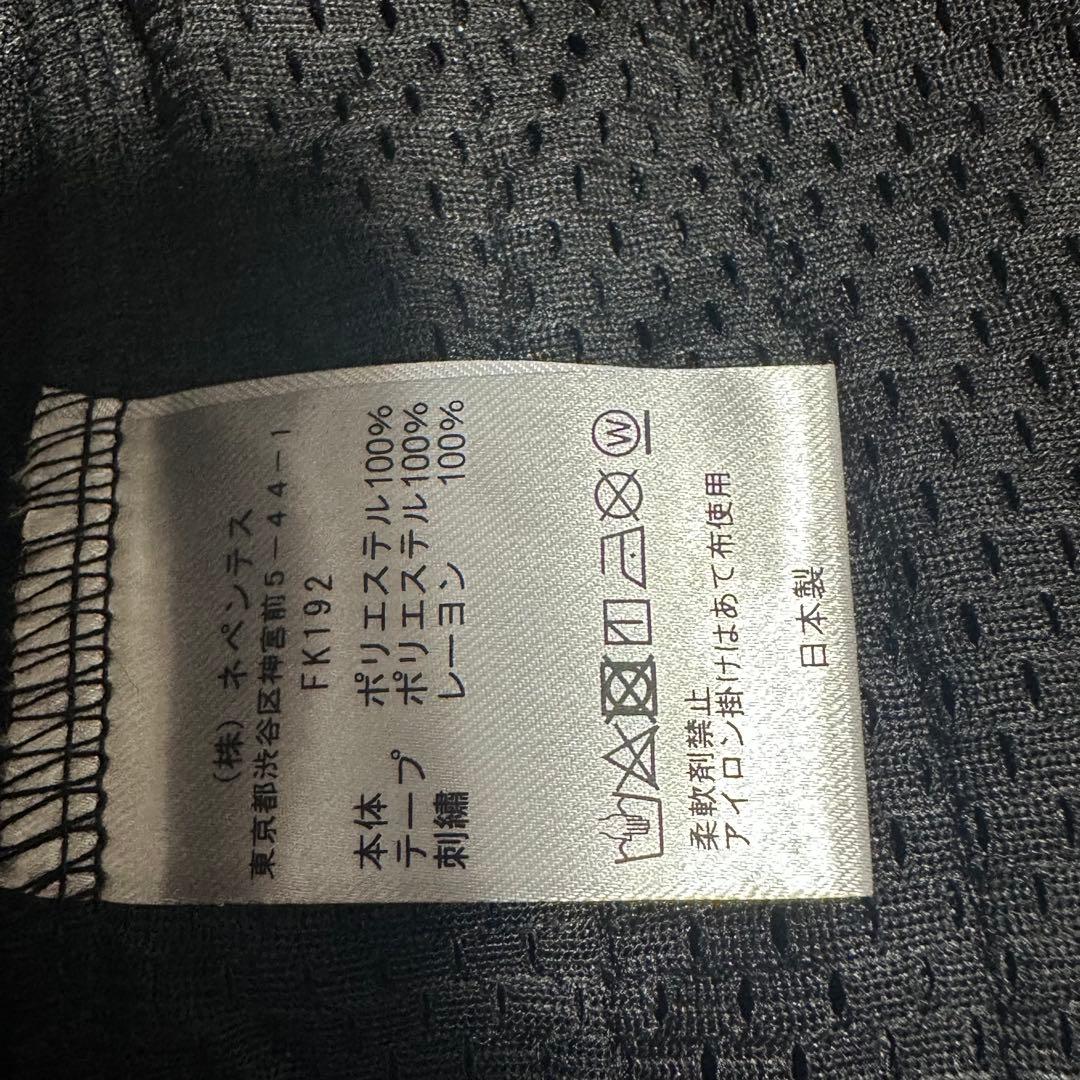 (株) ネペンテス
東京都渋谷区神宮前5-44-1
FK192
本体 ポリエステル100%
テープ ポリエステル100%
刺繡 レーヨン 100%
W
柔軟剤禁止
アイロン掛けはあて布使用
日本製